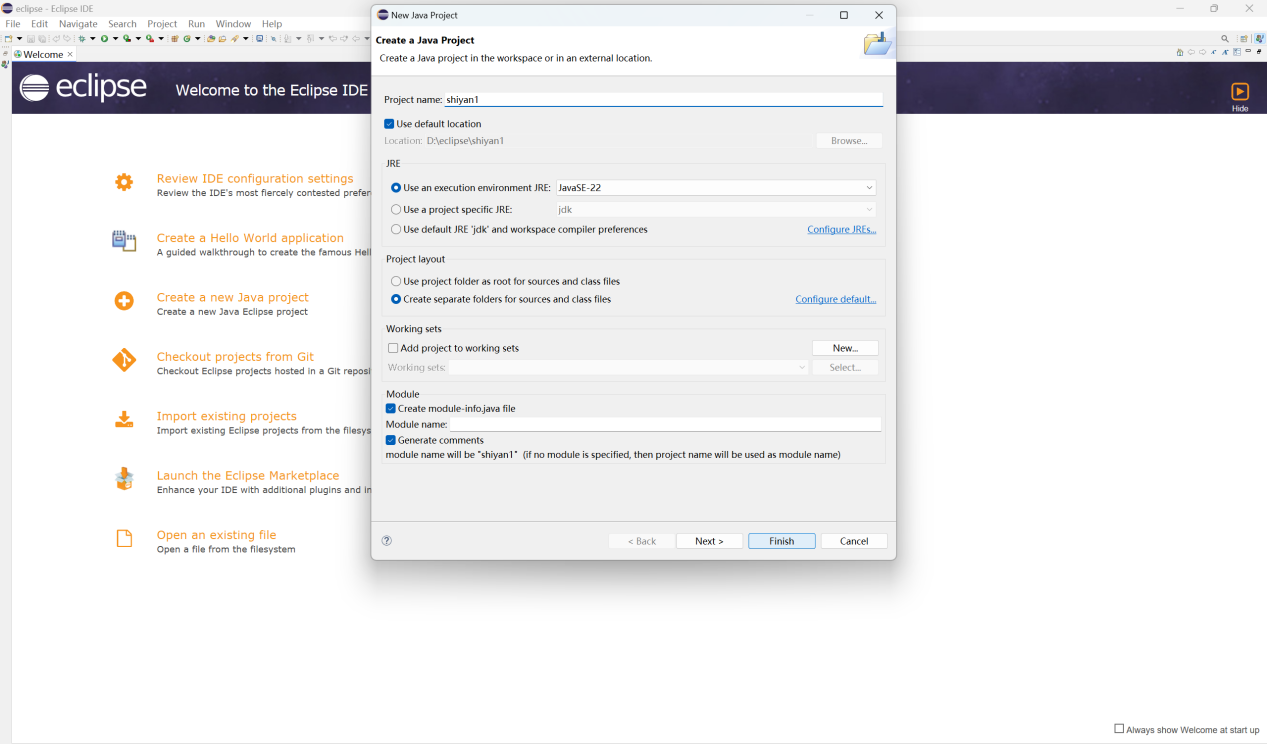 eclipse - Eclipse IDE
File Edit Navigate Search Project Run Window Help
Welcome
eclipse
Welcome to the Eclipse IDE
Hide
Review IDE configuration settings
Review the IDE's most fiercely contested prefer
Create a Hello World application
A guided walkthrough to create the famous Hell
Create a new Java project
Create a new Java Eclipse project
Checkout projects from Git
Checkout Eclipse projects hosted in a Git reposi
Import existing projects
Import existing Eclipse projects from the filesys
Launch the Eclipse Marketplace
Enhance your IDE with additional plugins and in
Open an existing file
Open a file from the filesystem
New Java Project
Create a Java Project
Create a Java project in the workspace or in an external location.
Project name: shiyan1
Use default location
Location: D:\eclipse\shiyan1 Browse...
JRE
Use an execution environment JRE: JavaSE-22
Use a project specific JRE: jdk
Use default JRE 'jdk' and workspace compiler preferences Configure JREs...
Project layout
Use project folder as root for sources and class files
Create separate folders for sources and class files Configure default...
Working sets
Add project to working sets New...
Working sets: Select...
Module
Create module-info.java file
Module name:
Generate comments
module name will be "shiyan1" (if no module is specified, then project name will be used as module name)
< Back Next > Finish Cancel
Always show Welcome at start up